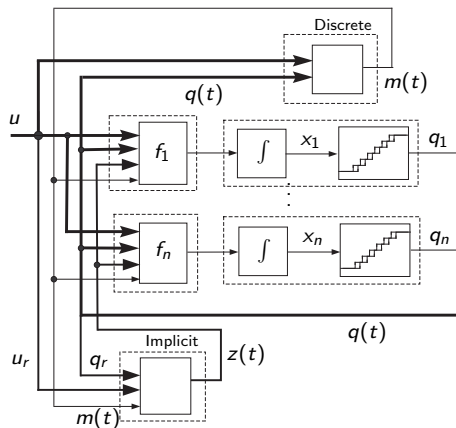 Discrete
q(t)
m(t)
u
f1
∫
x1
q1
fn
∫
xn
qn
q(t)
Implicit
ur
qr
z(t)
m(t)